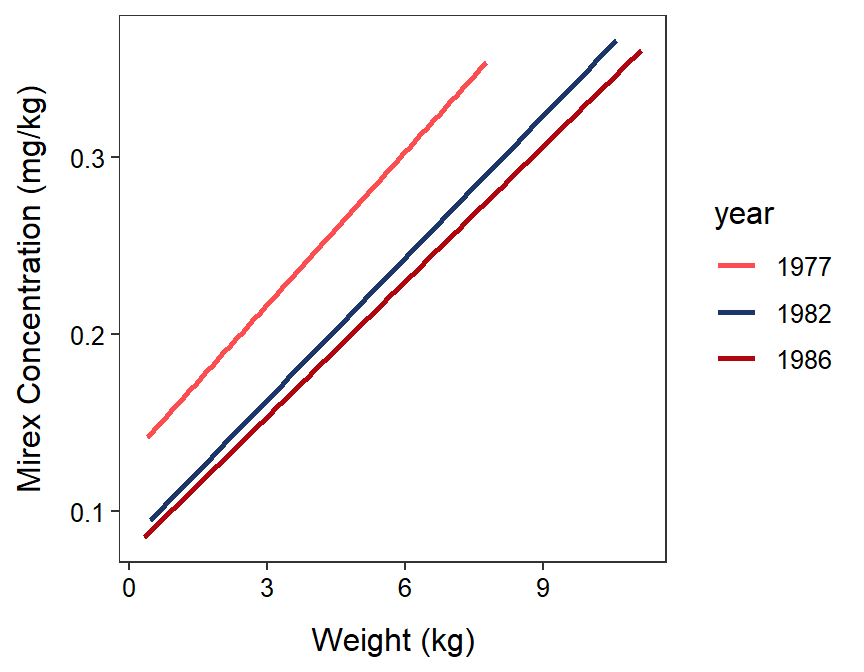 Mirex Concentration (mg/kg)
0.3
0.2
0.1
0 3 6 9
Weight (kg)
year
1977
1982
1986